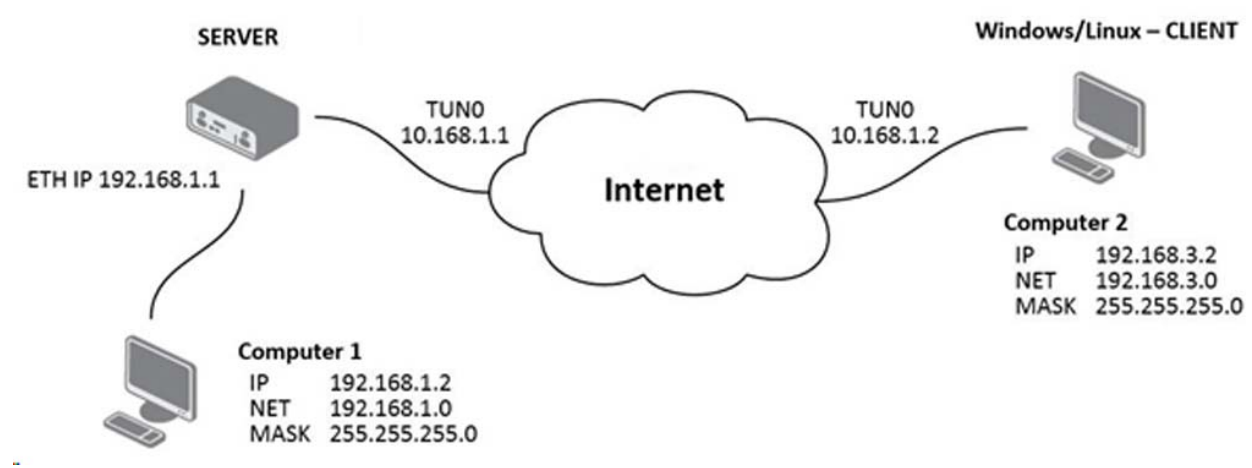 SERVER
Windows/Linux – CLIENT
TUN0
10.168.1.1
TUN0
10.168.1.2
ETH IP 192.168.1.1
Internet
Computer 2
IP 192.168.3.2
NET 192.168.3.0
MASK 255.255.255.0
Computer 1
IP 192.168.1.2
NET 192.168.1.0
MASK 255.255.255.0